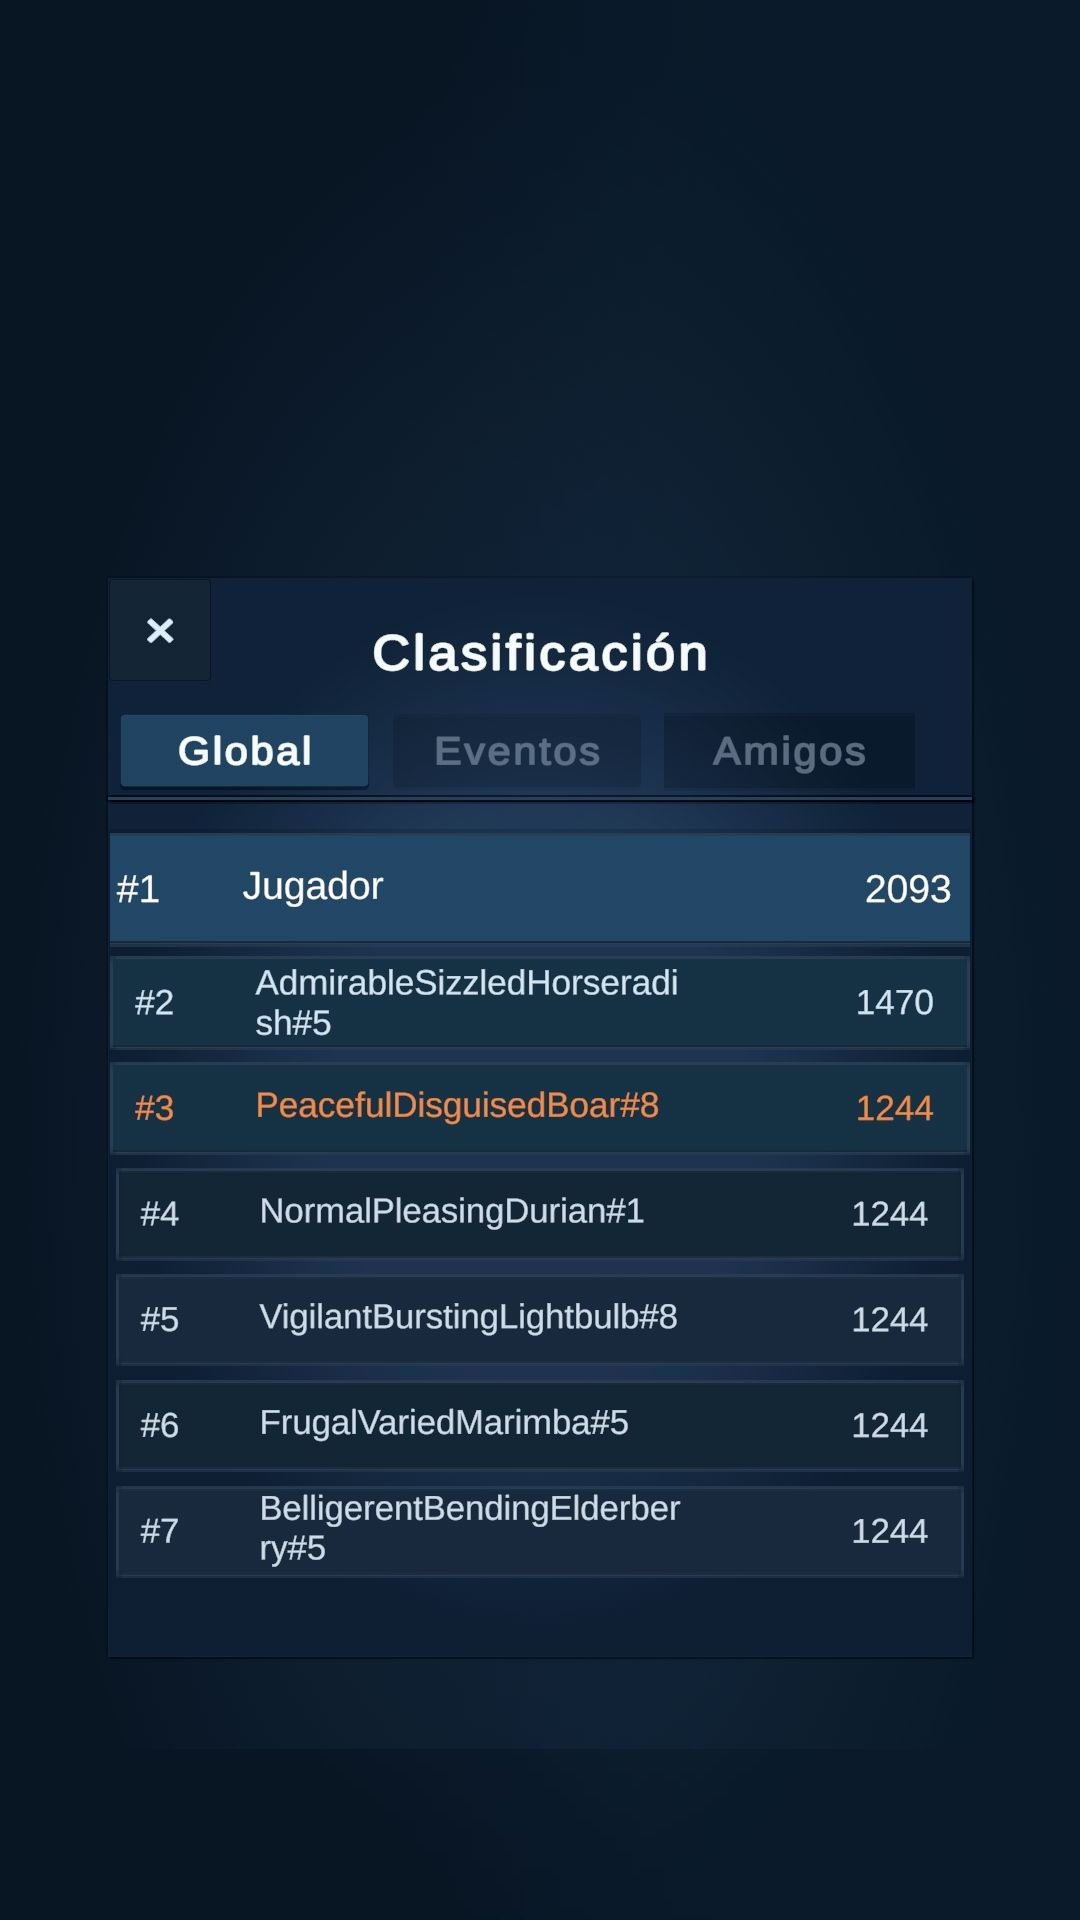 ×
Clasificación
Global Eventos Amigos
#1 Jugador 2093
#2 AdmirableSizzledHorseradi 1470
sh#5
#3 PeacefulDisguisedBoar#8 1244
#4 NormalPleasingDurian#1 1244
#5 VigilantBurstingLightbulb#8 1244
#6 FrugalVariedMarimba#5 1244
#7 BelligerentBendingElderber 1244
ry#5